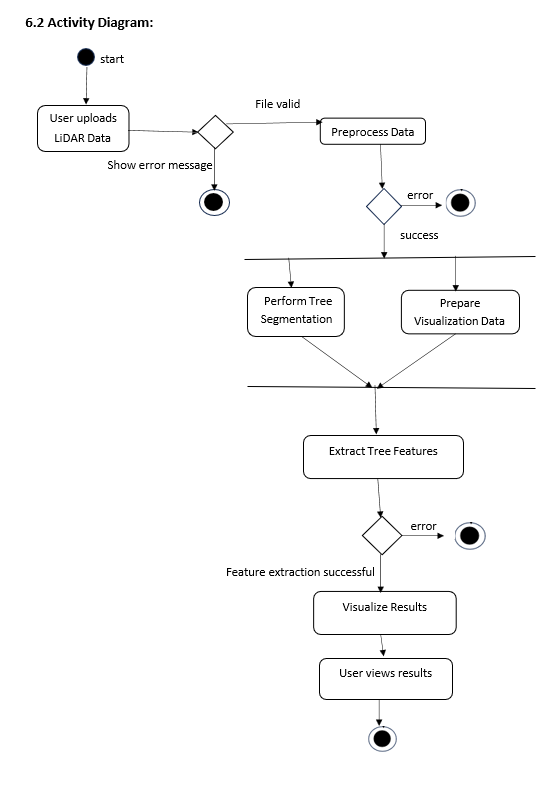 6.2 Activity Diagram:
start
User uploads
LiDAR Data
File valid
Preprocess Data
Show error message
error
success
Perform Tree
Segmentation
Prepare
Visualization Data
Extract Tree Features
error
Feature extraction successful
Visualize Results
User views results